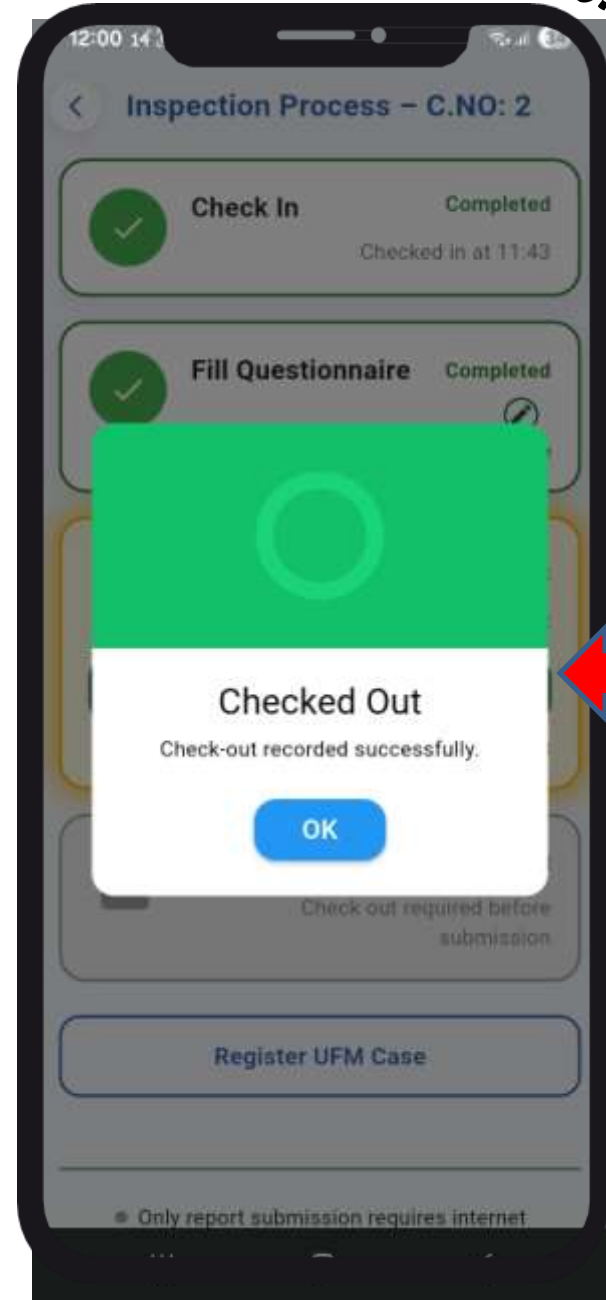 12:00
Inspection Process – C.NO: 2
Check In Completed
Checked in at 11:43
Fill Questionnaire Completed
Checked Out
Check-out recorded successfully.
OK
Check out required before
submission
Register UFM Case
Only report submission requires internet